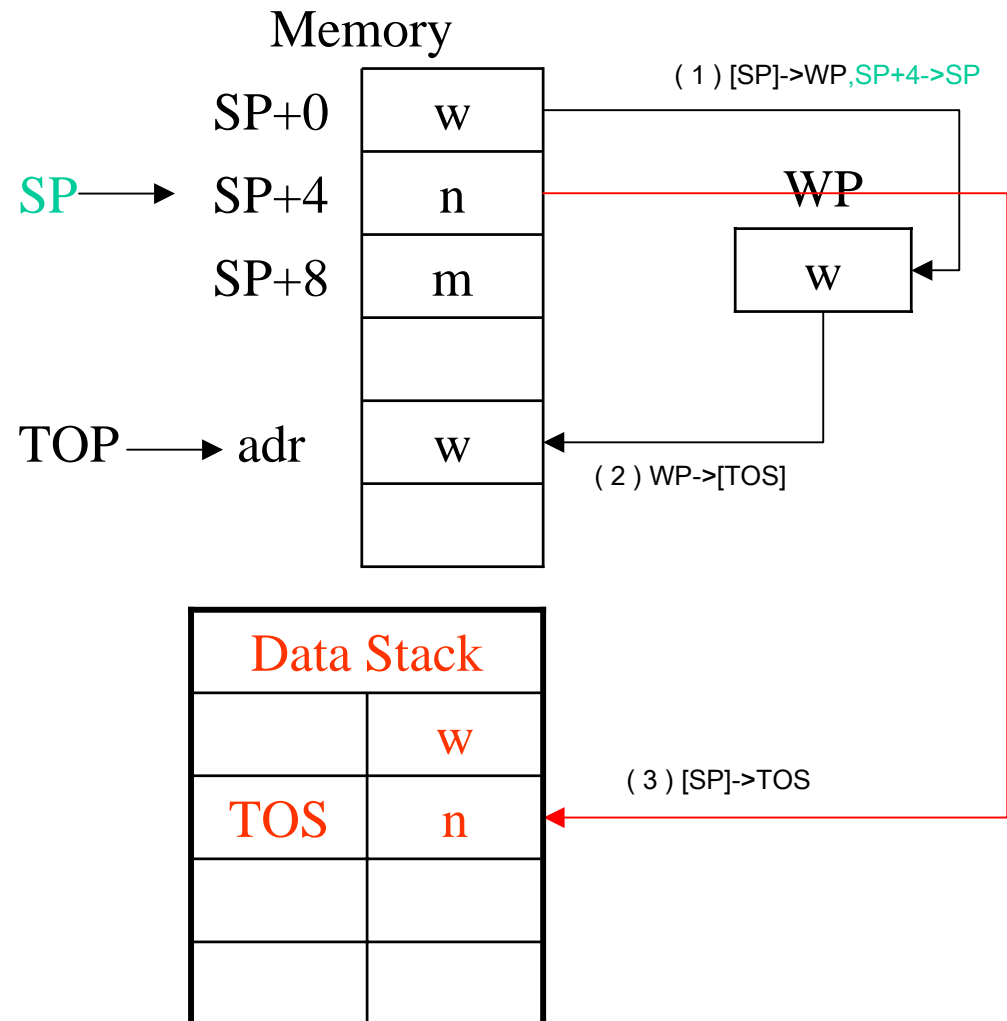 Memory
( 1 ) [SP]->WP,SP+4->SP
SP+0 w
SP SP+4 n WP
SP+8 m w
TOP adr w
( 2 ) WP->[TOS]
Data Stack
w
( 3 ) [SP]->TOS
TOS n